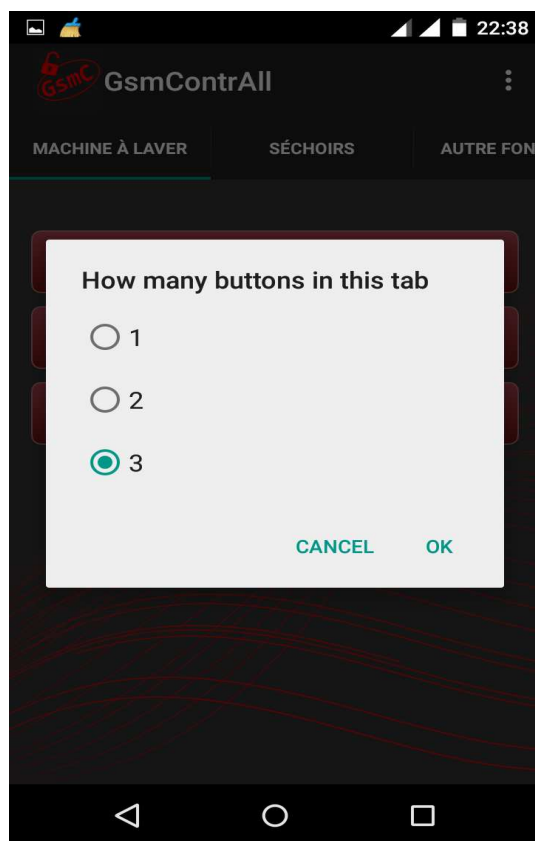 22:38
GsmC
GsmContrAll
MACHINE À LAVER SÉCHOIRS AUTRE FON
How many buttons in this tab
1
2
3
CANCEL OK